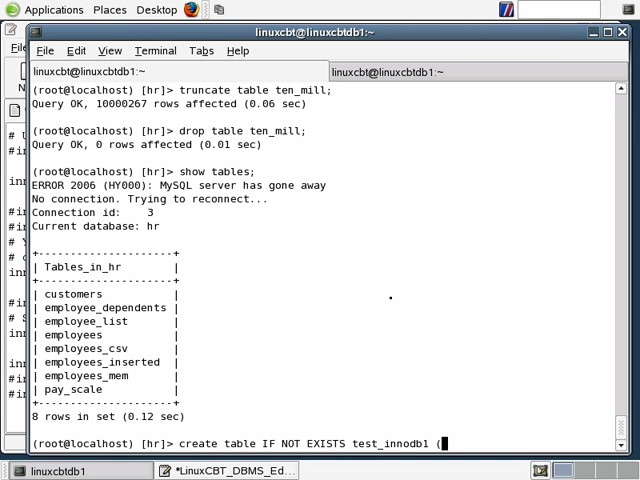 Applications Places Desktop
linuxcbt@linuxcbtdb1:~
File Edit View Terminal Tabs Help
linuxcbt@linuxcbtdb1:~ linuxcbt@linuxcbtdb1:~
(root@localhost) [hr]> truncate table ten_mill;
Query OK, 10000267 rows affected (0.06 sec)
(root@localhost) [hr]> drop table ten_mill;
Query OK, 0 rows affected (0.01 sec)
(root@localhost) [hr]> show tables;
ERROR 2006 (HY000): MySQL server has gone away
No connection. Trying to reconnect...
Connection id:    3
Current database: hr
+---------------------+
| Tables_in_hr        |
+---------------------+
| customers           |
| employee_dependents |
| employee_list       |
| employees           |
| employees_csv       |
| employees_inserted  |
| employees_mem       |
| pay_scale           |
+---------------------+
8 rows in set (0.12 sec)
(root@localhost) [hr]> create table IF NOT EXISTS test_innodb1 (
linuxcbtdb1 *LinuxCBT_DBMS_Ed...